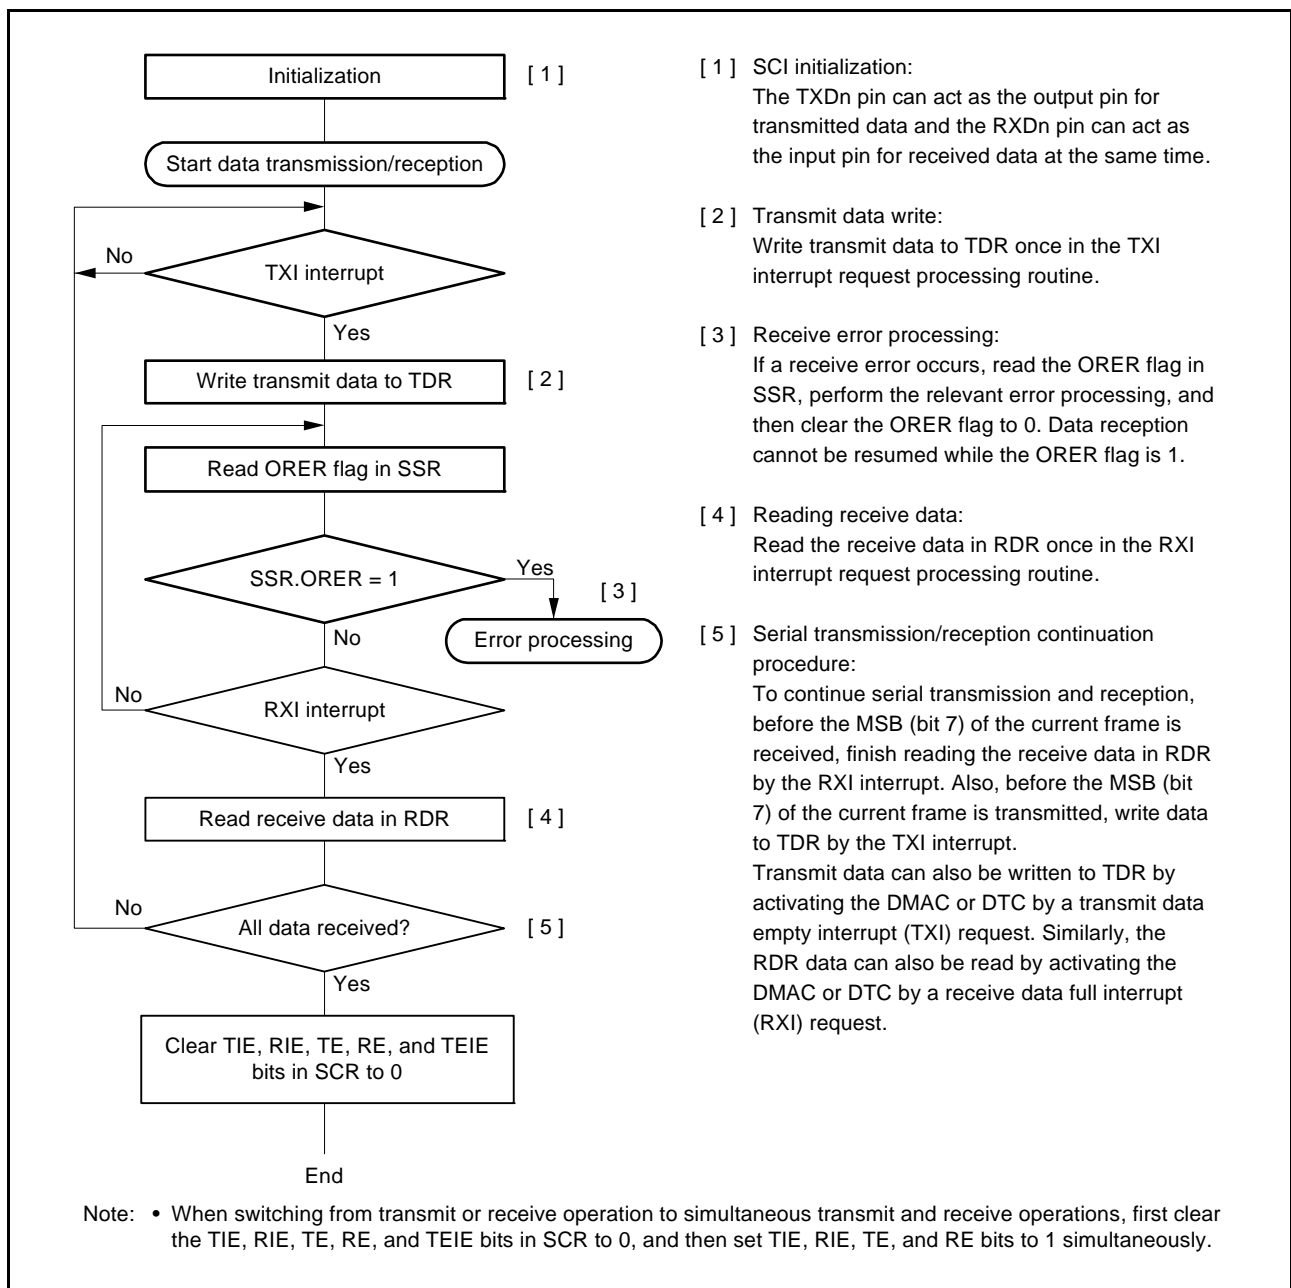 Initialization
[ 1 ]
Start data transmission/reception
No
TXI interrupt
Yes
Write transmit data to TDR
[ 2 ]
Read ORER flag in SSR
SSR.ORER = 1
Yes
[ 3 ]
No
Error processing
No
RXI interrupt
Yes
Read receive data in RDR
[ 4 ]
No
All data received?
[ 5 ]
Yes
Clear TIE, RIE, TE, RE, and TEIE
bits in SCR to 0
End
[ 1 ] SCI initialization:
The TXDn pin can act as the output pin for
transmitted data and the RXDn pin can act as
the input pin for received data at the same time.
[ 2 ] Transmit data write:
Write transmit data to TDR once in the TXI
interrupt request processing routine.
[ 3 ] Receive error processing:
If a receive error occurs, read the ORER flag in
SSR, perform the relevant error processing, and
then clear the ORER flag to 0. Data reception
cannot be resumed while the ORER flag is 1.
[ 4 ] Reading receive data:
Read the receive data in RDR once in the RXI
interrupt request processing routine.
[ 5 ] Serial transmission/reception continuation
procedure:
To continue serial transmission and reception,
before the MSB (bit 7) of the current frame is
received, finish reading the receive data in RDR
by the RXI interrupt. Also, before the MSB (bit
7) of the current frame is transmitted, write data
to TDR by the TXI interrupt.
Transmit data can also be written to TDR by
activating the DMAC or DTC by a transmit data
empty interrupt (TXI) request. Similarly, the
RDR data can also be read by activating the
DMAC or DTC by a receive data full interrupt
(RXI) request.
Note: • When switching from transmit or receive operation to simultaneous transmit and receive operations, first clear
the TIE, RIE, TE, RE, and TEIE bits in SCR to 0, and then set TIE, RIE, TE, and RE bits to 1 simultaneously.